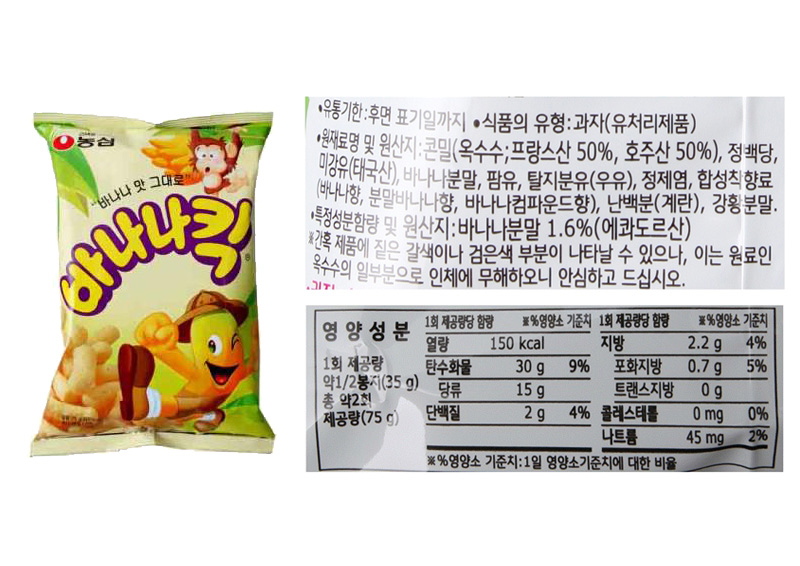 농심
"바나나 맛 그대로"
바나나킥
•유통기한:후면 표기일까지 •식품의 유형:과자(유처리제품)
•원재료명 및 원산지:콘밀(옥수수;프랑스산 50%, 호주산 50%), 정백당,
미강유(태국산), 바나나분말, 팜유, 탈지분유(우유), 정제염, 합성착향료
(바나나향, 분말바나나향, 바나나컴파운드향), 난백분(계란), 강황분말.
•특정성분함량 및 원산지:바나나분말 1.6%(에콰도르산)
※간혹 제품에 짙은 갈색이나 검은색 부분이 나타날 수 있으나, 이는 원료인
옥수수의 일부분으로 인체에 무해하오니 안심하고 드십시오.
영양성분
1회 제공량
약1/2봉지(35 g)
총 약2회
제공량(75 g)
1회 제공량당 함량 ※%영양소 기준치
열량 150 kcal
탄수화물 30 g 9%
당류 15 g
단백질 2 g 4%
1회 제공량당 함량 ※%영양소 기준치
지방 2.2 g 4%
포화지방 0.7 g 5%
트랜스지방 0 g
콜레스테롤 0 mg 0%
나트륨 45 mg 2%
※%영양소 기준치:1일 영양소기준치에 대한 비율